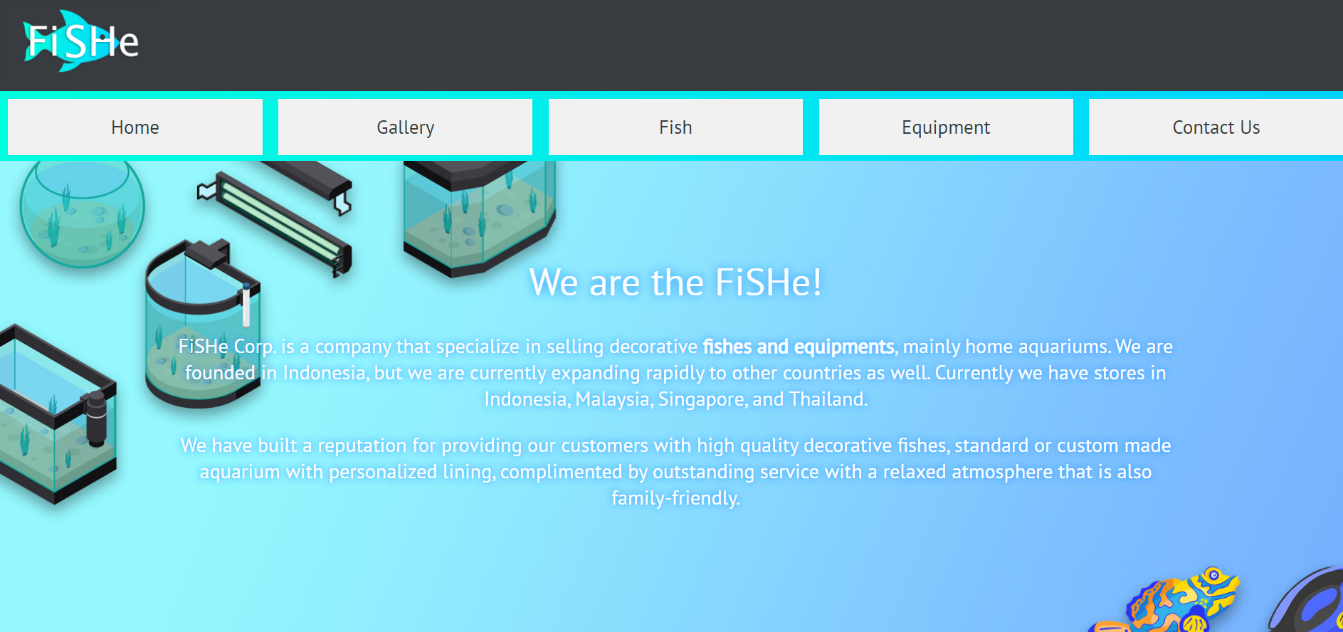 FiSHe
Home
Gallery
Fish
Equipment
Contact Us
We are the FiSHe!
FiSHe Corp. is a company that specialize in selling decorative fishes and equipments, mainly home aquariums. We are
founded in Indonesia, but we are currently expanding rapidly to other countries as well. Currently we have stores in
Indonesia, Malaysia, Singapore, and Thailand.
We have built a reputation for providing our customers with high quality decorative fishes, standard or custom made
aquarium with personalized lining, complimented by outstanding service with a relaxed atmosphere that is also
family-friendly.